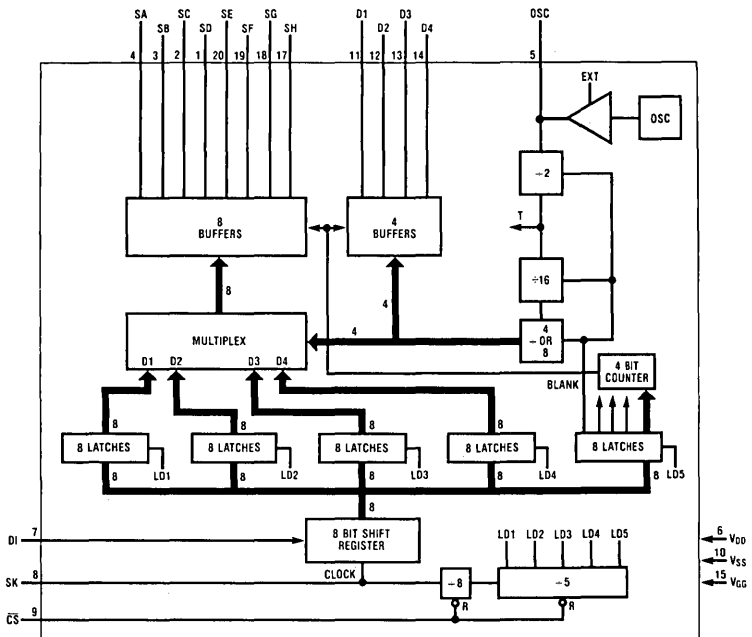 SA SB SC SD SE SF SG SH D1 D2 D3 D4 OSC
4 3 2 1 20 19 18 17 11 12 13 14 5
EXT
OSC
÷2
8 BUFFERS
4 BUFFERS
T
÷16
8
4
4
MULTIPLEX
÷ 4 OR 8
D1 D2 D3 D4
BLANK
4 BIT COUNTER
8 8 8 8
8 LATCHES 8 LATCHES 8 LATCHES 8 LATCHES 8 LATCHES
8 LD1 8 LD2 8 LD3 8 LD4 8 LD5
8
DI 7
8 BIT SHIFT REGISTER
LD1 LD2 LD3 LD4 LD5
6 VDD
10 VSS
15 VGG
SK 8
CLOCK
÷8
÷5
R R
C̅S̅ 9